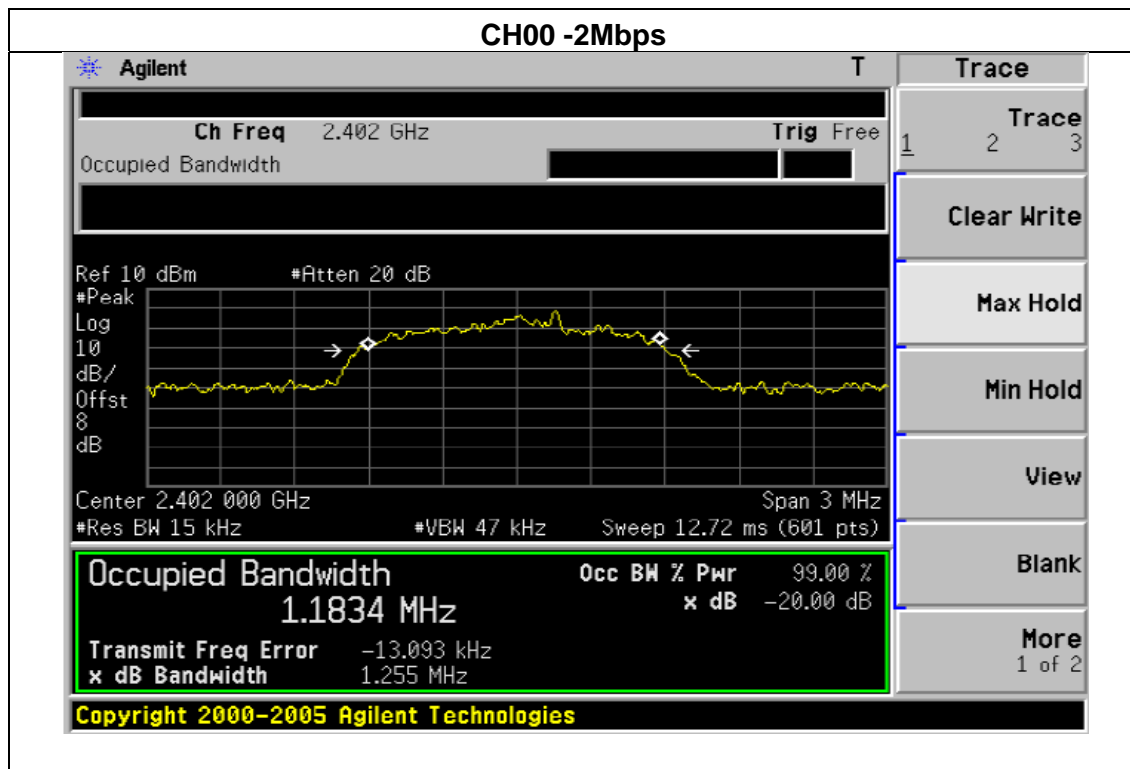 CH00 -2Mbps
Agilent T Trace
Ch Freq 2.402 GHz Trig Free
Occupied Bandwidth
Trace
1 2 3
Clear Write
Max Hold
Min Hold
View
Blank
More
1 of 2
Ref 10 dBm #Atten 20 dB
#Peak
Log
10
dB/
Offst
8
dB
Center 2.402 000 GHz Span 3 MHz
#Res BW 15 kHz #VBW 47 kHz Sweep 12.72 ms (601 pts)
Occupied Bandwidth Occ BW % Pwr 99.00 %
1.1834 MHz x dB -20.00 dB
Transmit Freq Error -13.093 kHz
x dB Bandwidth 1.255 MHz
Copyright 2000-2005 Agilent Technologies